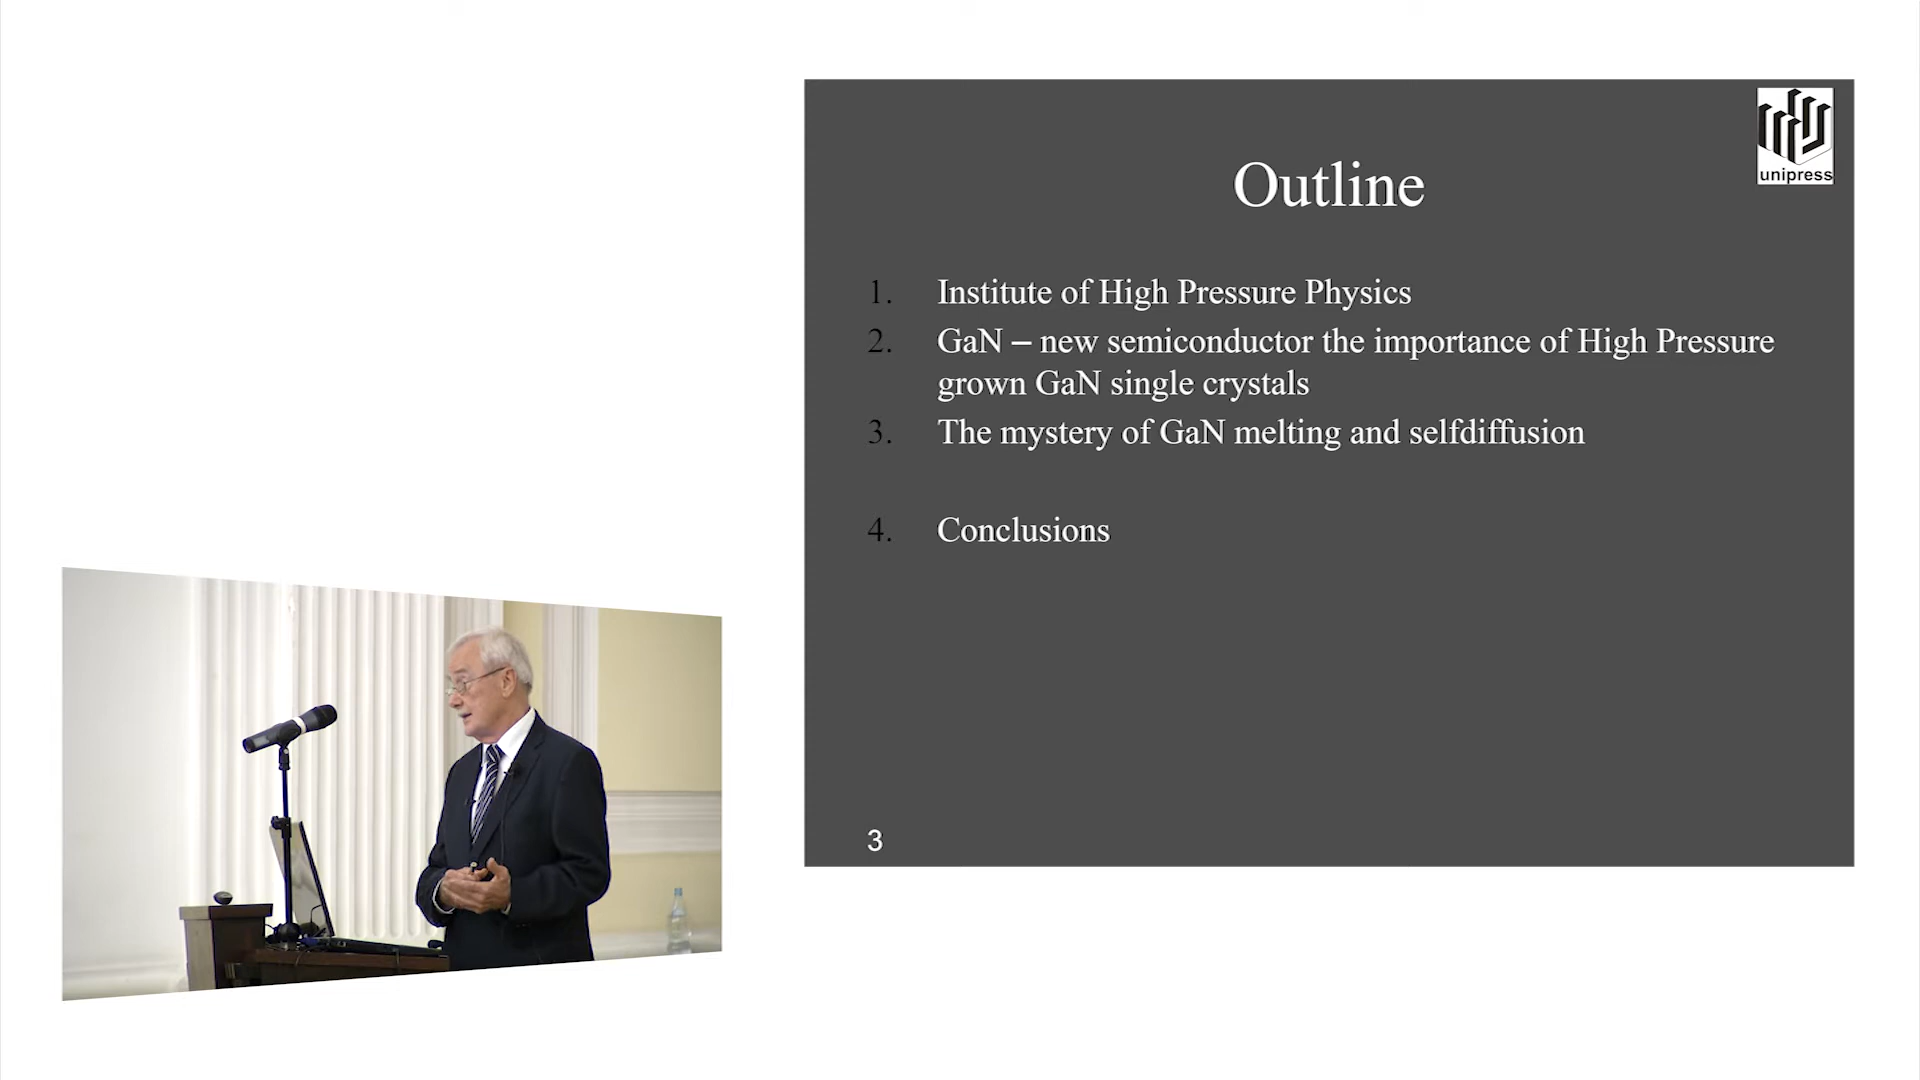 unipress
Outline
1. Institute of High Pressure Physics
2. GaN – new semiconductor the importance of High Pressure
grown GaN single crystals
3. The mystery of GaN melting and selfdiffusion
4. Conclusions
3